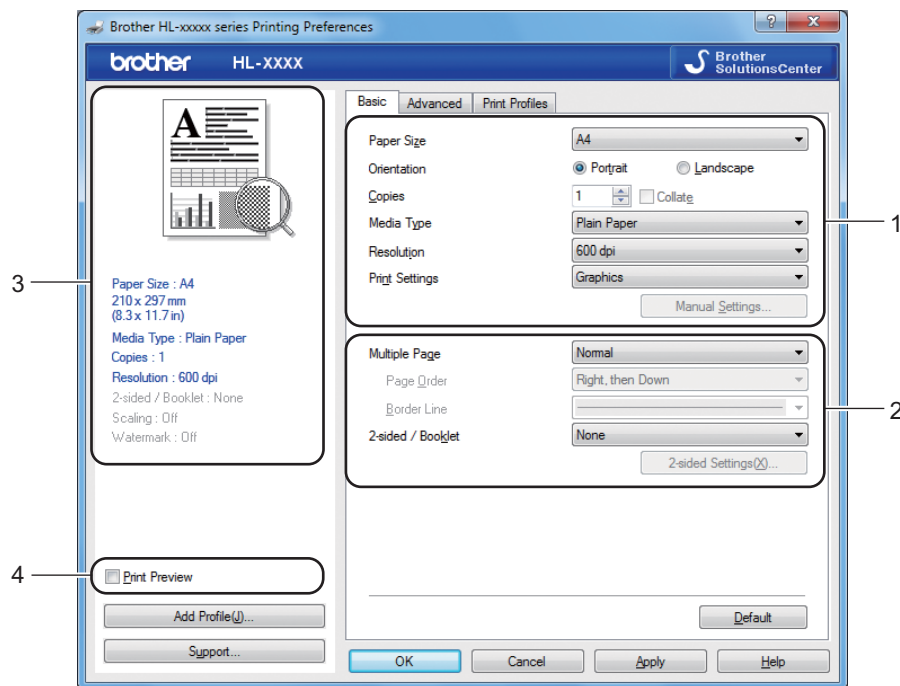 Brother HL-xxxxx series Printing Preferences
?
X
brother HL-XXXX
Brother
SolutionsCenter
A
Paper Size : A4
210 x 297 mm
(8.3 x 11.7 in)
Media Type : Plain Paper
Copies : 1
Resolution : 600 dpi
2-sided / Booklet : None
Scaling : Off
Watermark : Off
3
Print Preview
4
Add Profile(J)...
Support...
Basic Advanced Print Profiles
Paper Size A4
Orientation Portrait Landscape
Copies 1 Collate
Media Type Plain Paper
Resolution 600 dpi
Print Settings Graphics
Manual Settings...
1
Multiple Page Normal
Page Order Right, then Down
Border Line
2-sided / Booklet None
2-sided Settings(X)...
2
Default
OK Cancel Apply Help